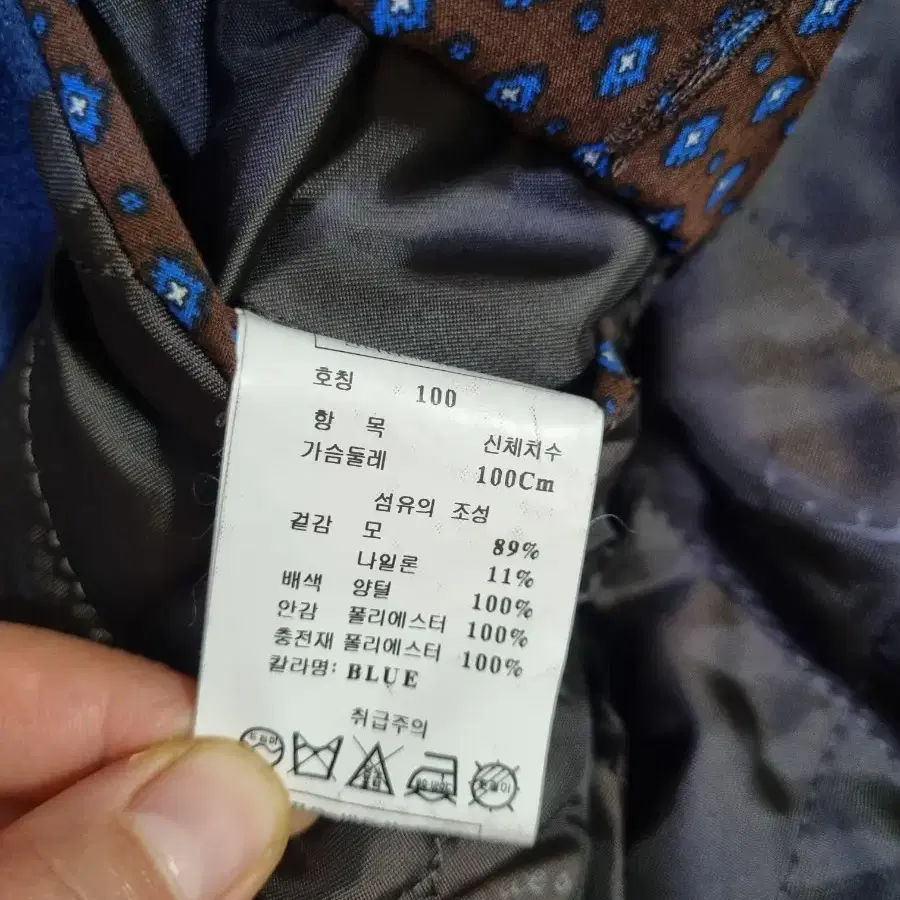 호칭 100
항 목 신체치수
가슴둘레 100Cm
섬유의 조성
겉감 모 89%
나일론 11%
배색 양털 100%
안감 폴리에스터 100%
충전재 폴리에스터 100%
칼라명: BLUE
취급주의
드라이